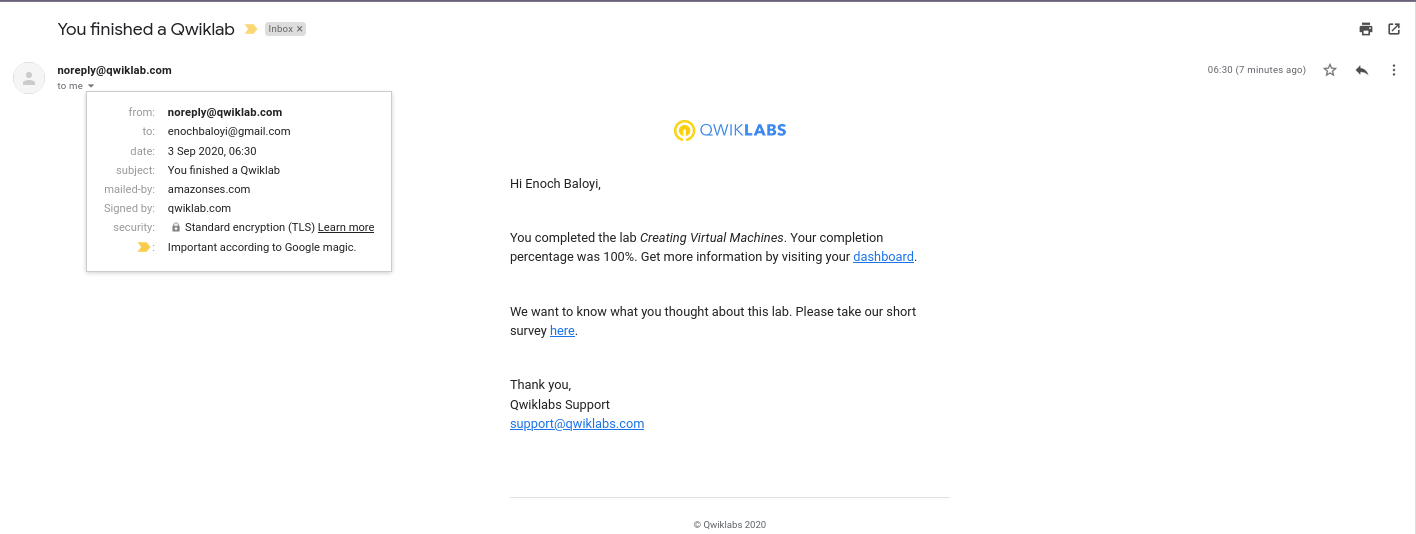 You finished a Qwiklab Inbox ×
noreply@qwiklab.com 06:30 (7 minutes ago)
to me
from: noreply@qwiklab.com
to: enochbaloyi@gmail.com
date: 3 Sep 2020, 06:30
subject: You finished a Qwiklab
mailed-by: amazonses.com
Signed by: qwiklab.com
security: Standard encryption (TLS) Learn more
: Important according to Google magic.
QWIKLABS
Hi Enoch Baloyi,
You completed the lab Creating Virtual Machines. Your completion
percentage was 100%. Get more information by visiting your dashboard.
We want to know what you thought about this lab. Please take our short
survey here.
Thank you,
Qwiklabs Support
support@qwiklabs.com
© Qwiklabs 2020